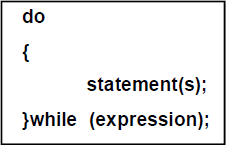 do
{
statement(s);
}while (expression);